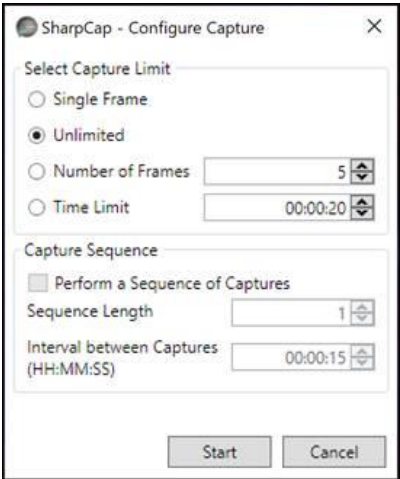 SharpCap - Configure Capture
Select Capture Limit
Single Frame
Unlimited
Number of Frames 5
Time Limit 00:00:20
Capture Sequence
Perform a Sequence of Captures
Sequence Length 1
Interval between Captures
(HH:MM:SS) 00:00:15
Start Cancel